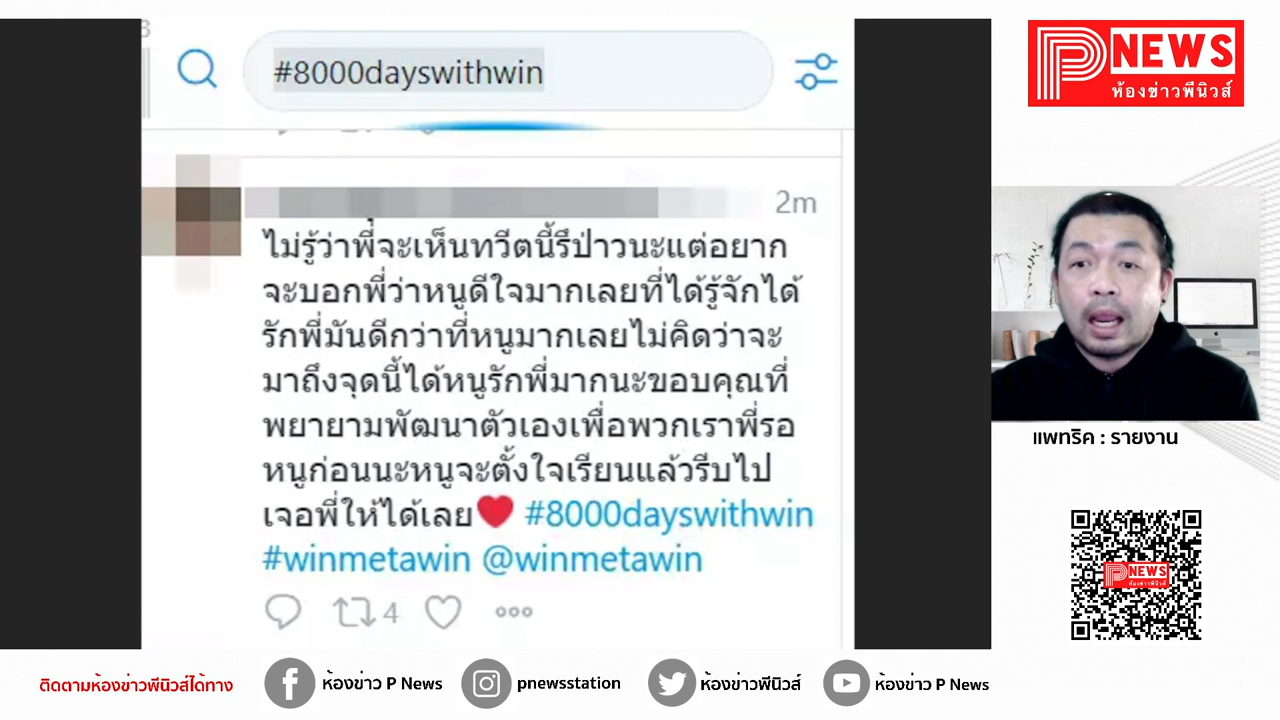 #8000dayswithwin
2m
ไม่รู้ว่าพี่จะเห็นทวีตนี้รึป่าวนะแต่อยาก
จะบอกพี่ว่าหนูดีใจมากเลยที่ได้รู้จักได้
รักพี่มันดีกว่าที่หนูมากเลยไม่คิดว่าจะ
มาถึงจุดนี้ได้หนูรักพี่มากนะขอบคุณที่
พยายามพัฒนาตัวเองเพื่อพวกเราพี่รอ
หนูก่อนนะหนูจะตั้งใจเรียนแล้วรีบไป
เจอพี่ให้ได้เลย❤ #8000dayswithwin
#winmetawin @winmetawin
4
P NEWS
ห้องข่าวพีนิวส์
แพทริค : รายงาน
P NEWS
ห้องข่าวพีนิวส์
ติดตามห้องข่าวพีนิวส์ได้ทาง ห้องข่าว P News pnewsstation ห้องข่าวพีนิวส์ ห้องข่าว P News